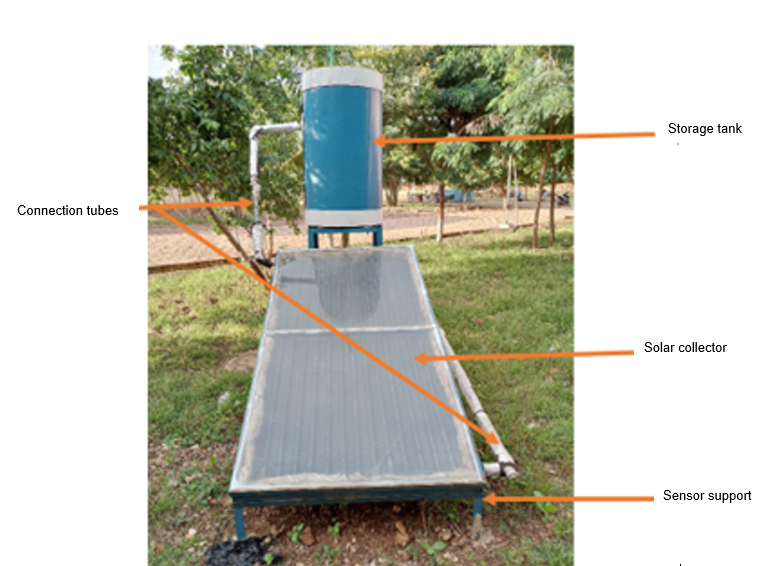 Storage tank
Connection tubes
Solar collector
Sensor support